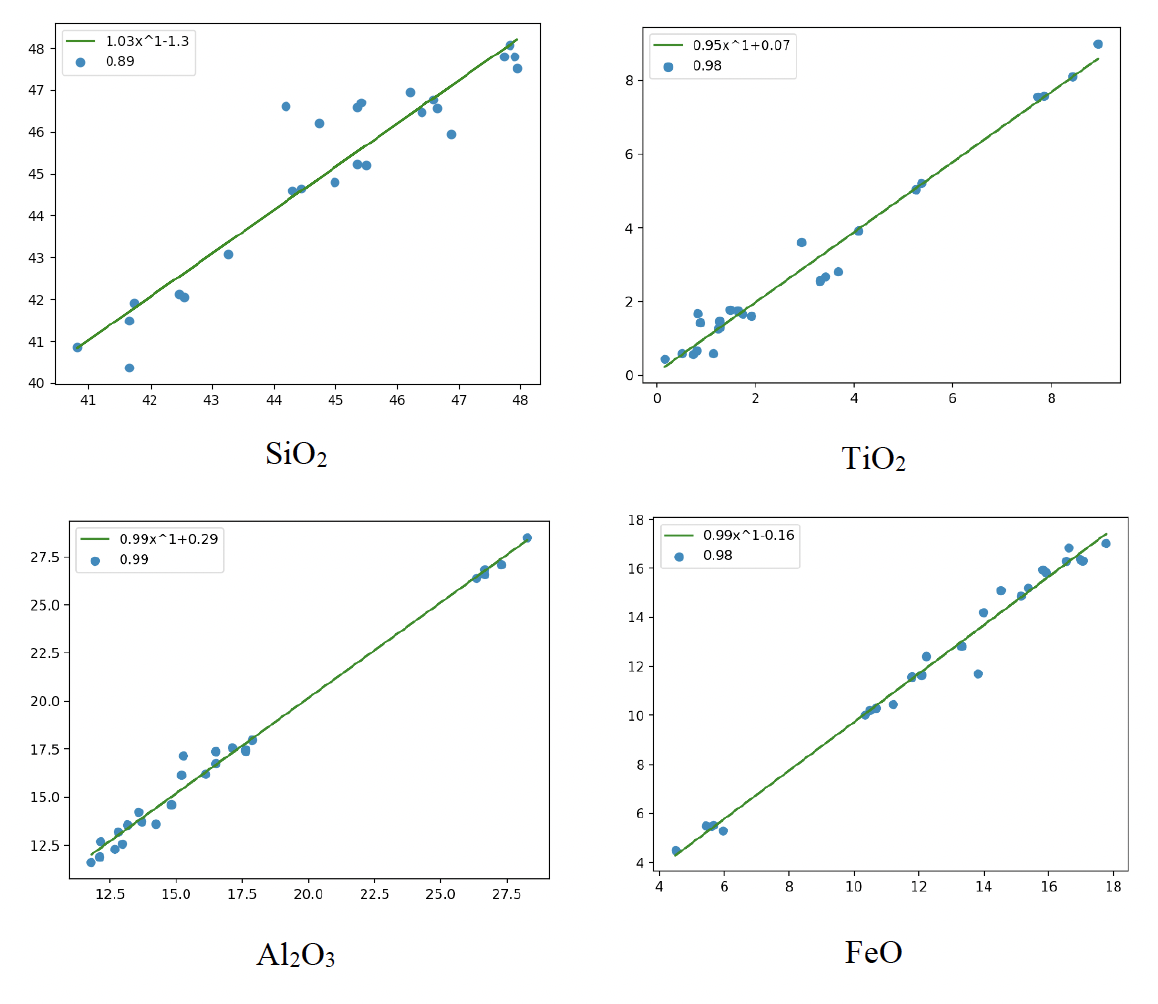 1.03x^1-1.3
0.89
48
47
46
45
44
43
42
41
40
41 42 43 44 45 46 47 48
SiO₂
0.95x^1+0.07
0.98
8
6
4
2
0
0 2 4 6 8
TiO₂
0.99x^1+0.29
0.99
27.5
25.0
22.5
20.0
17.5
15.0
12.5
12.5 15.0 17.5 20.0 22.5 25.0 27.5
Al₂O₃
0.99x^1-0.16
0.98
18
16
14
12
10
8
6
4
4 6 8 10 12 14 16 18
FeO